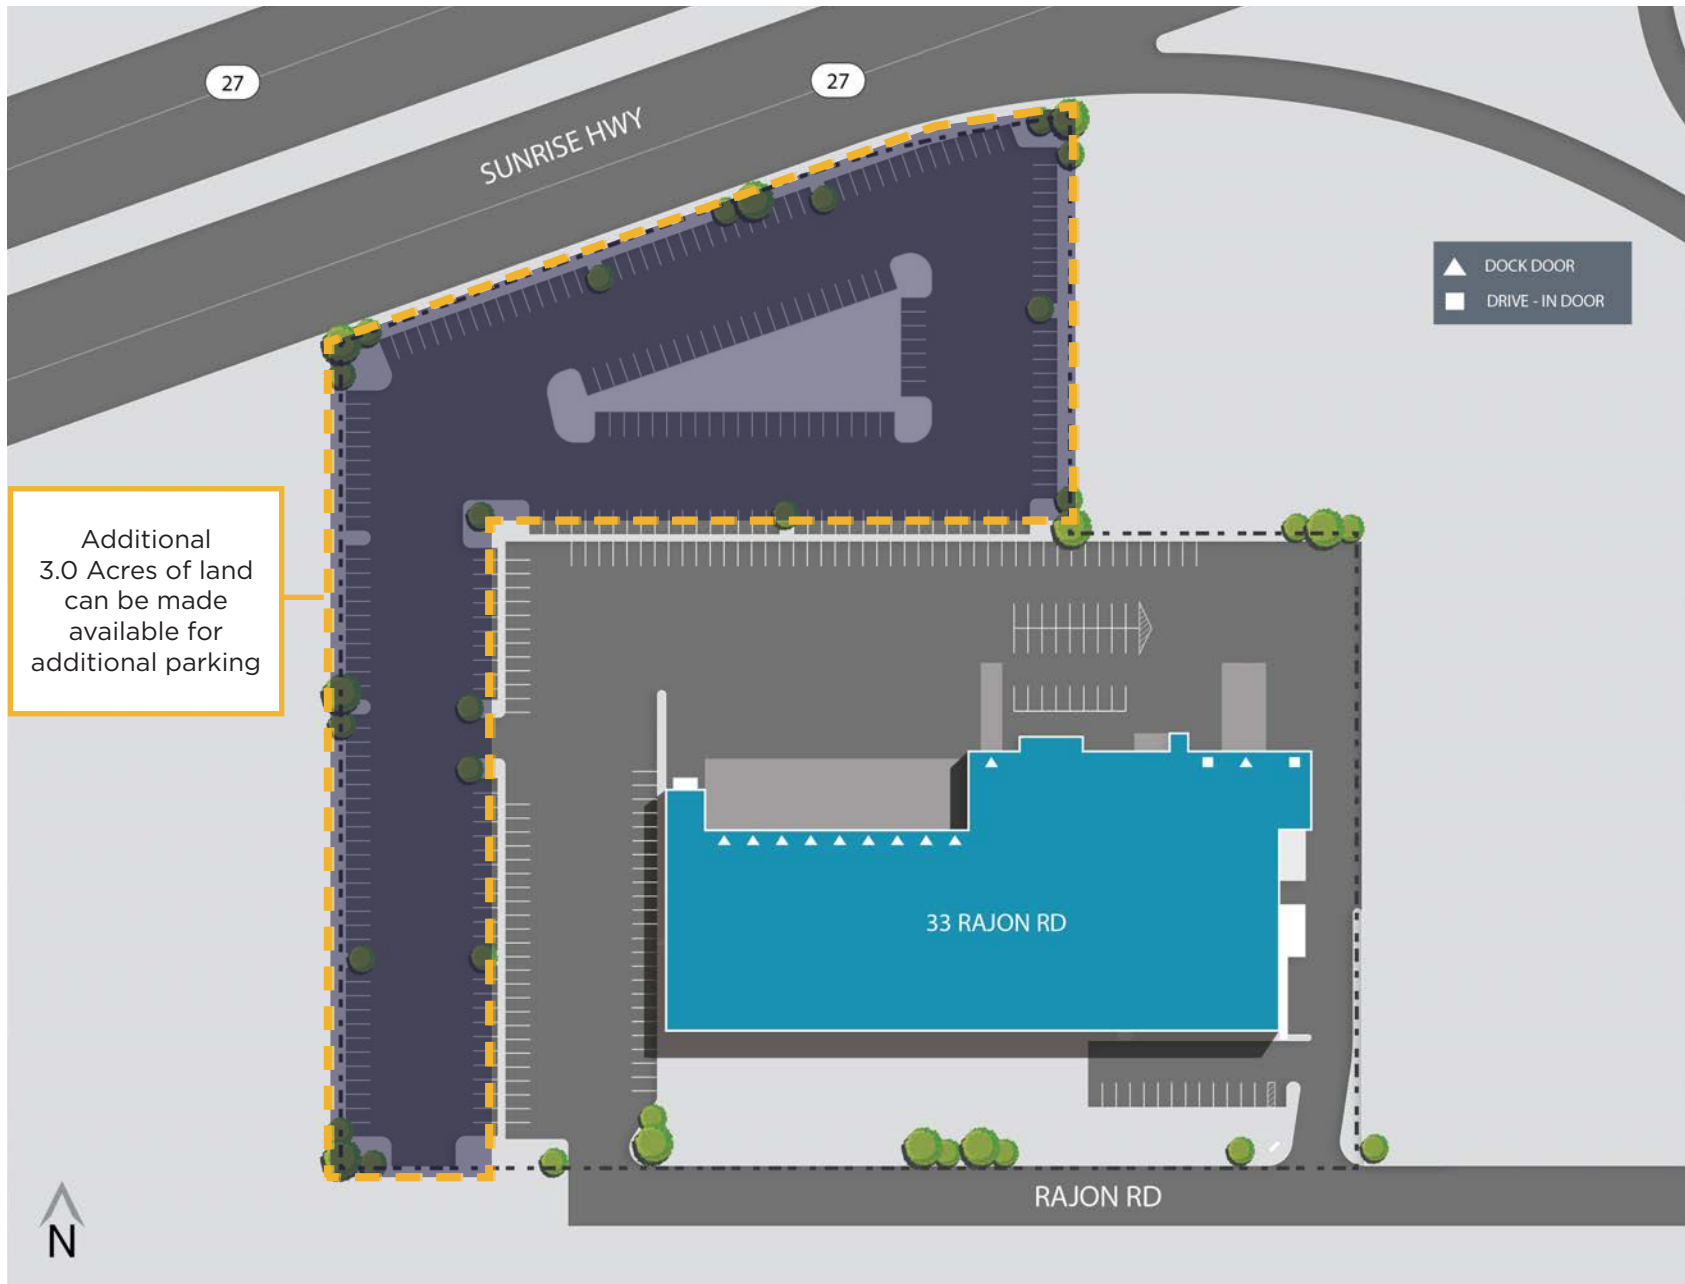 27
27
SUNRISE HWY
DOCK DOOR
DRIVE - IN DOOR
Additional
3.0 Acres of land
can be made
available for
additional parking
33 RAJON RD
RAJON RD
N